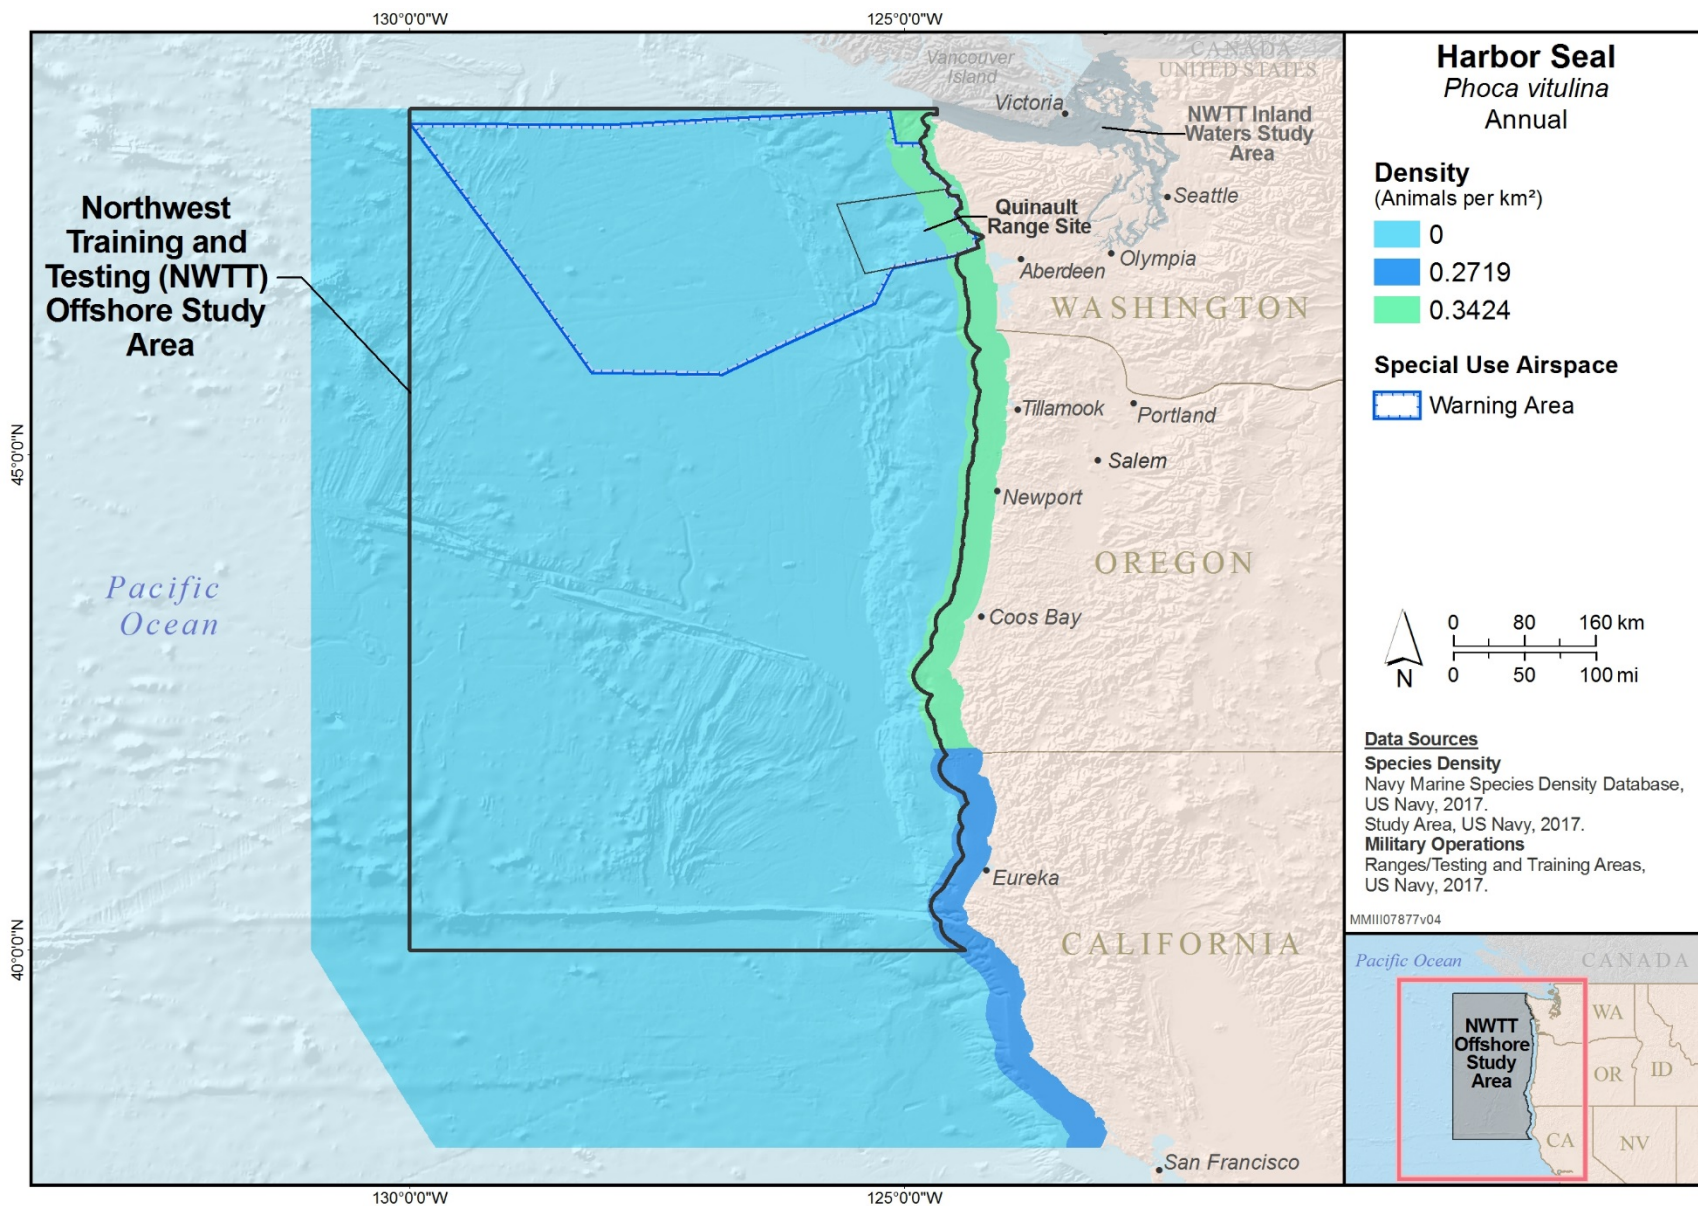 130°0'0"W
125°0'0"W
45°0'0"N
40°0'0"N
130°0'0"W
125°0'0"W
Vancouver
Island
CANADA
UNITED STATES
Victoria
NWTT Inland
Waters Study
Area
Seattle
Northwest
Training and
Testing (NWTT)
Offshore Study
Area
Quinault
Range Site
Aberdeen
Olympia
WASHINGTON
Tillamook
Portland
Salem
Newport
OREGON
Pacific
Ocean
Coos Bay
Eureka
CALIFORNIA
San Francisco
Harbor Seal
Phoca vitulina
Annual
Density
(Animals per km²)
0
0.2719
0.3424
Special Use Airspace
Warning Area
N
0 80 160 km
0 50 100 mi
Data Sources
Species Density
Navy Marine Species Density Database,
US Navy, 2017.
Study Area, US Navy, 2017.
Military Operations
Ranges/Testing and Training Areas,
US Navy, 2017.
MMIII07877v04
Pacific Ocean
CANADA
NWTT
Offshore
Study
Area
WA
OR
ID
CA
NV